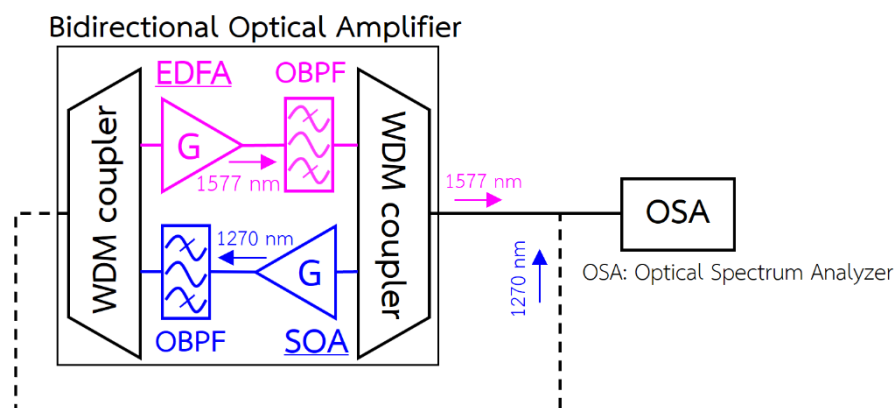 Bidirectional Optical Amplifier
EDFA
OBPF
WDM coupler
G
1577 nm
WDM coupler
1577 nm
OSA
OSA: Optical Spectrum Analyzer
1270 nm
G
1270 nm
OBPF
SOA